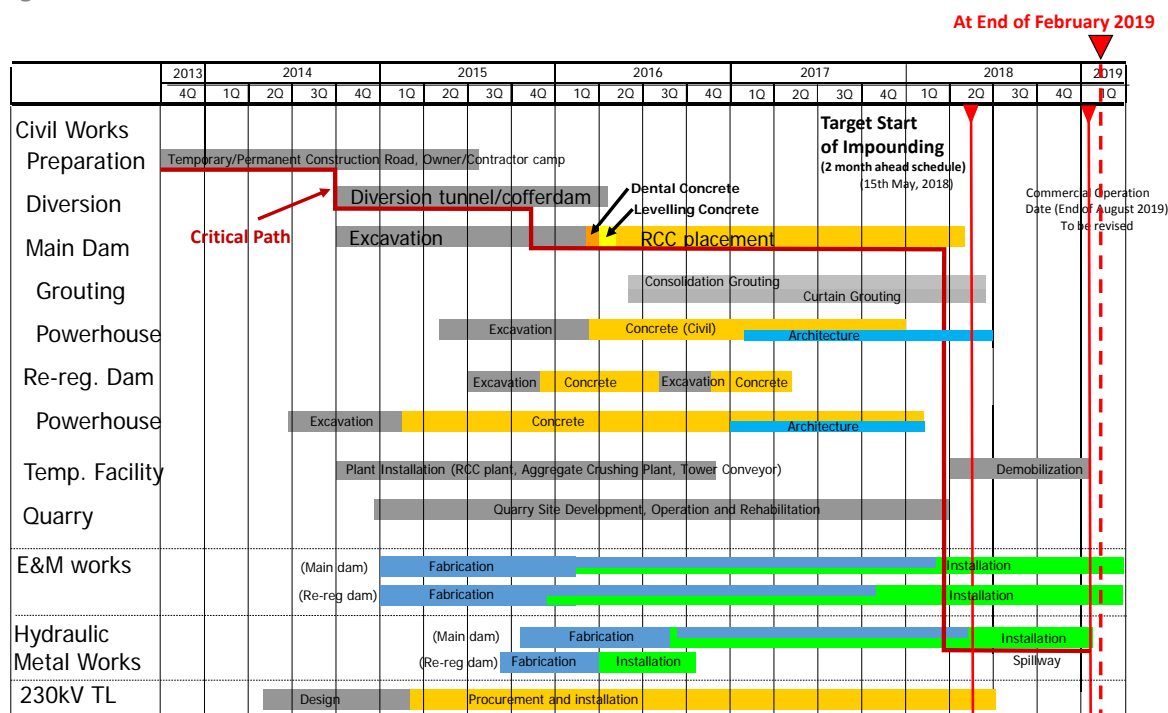 At End of February 2019
2013 2014 2015 2016 2017 2018 2019
4Q 1Q 2Q 3Q 4Q 1Q 2Q 3Q 4Q 1Q 2Q 3Q 4Q 1Q 2Q 3Q 4Q 1Q 2Q 3Q 4Q 1Q
Civil Works
Target Start
of Impounding
(2 month ahead schedule)
(15th May, 2018)
Preparation
Temporary/Permanent Construction Road, Owner/Contractor camp
Diversion
Diversion tunnel/cofferdam
Dental Concrete
Levelling Concrete
Commercial Operation
Date (End of August 2019)
To be revised
Critical Path
Main Dam
Excavation
RCC placement
Grouting
Consolidation Grouting
Curtain Grouting
Powerhouse
Excavation
Concrete (Civil)
Architecture
Re-reg. Dam
Excavation
Concrete
Excavation
Concrete
Powerhouse
Excavation
Concrete
Architecture
Temp. Facility
Plant Installation (RCC plant, Aggregate Crushing Plant, Tower Conveyor)
Demobilization
Quarry
Quarry Site Development, Operation and Rehabilitation
E&M works
(Main dam)
Fabrication
Installation
(Re-reg dam)
Fabrication
Installation
Hydraulic
Metal Works
(Main dam)
Fabrication
Installation
(Re-reg dam)
Fabrication
Installation
Spillway
230kV TL
Design
Procurement and installation